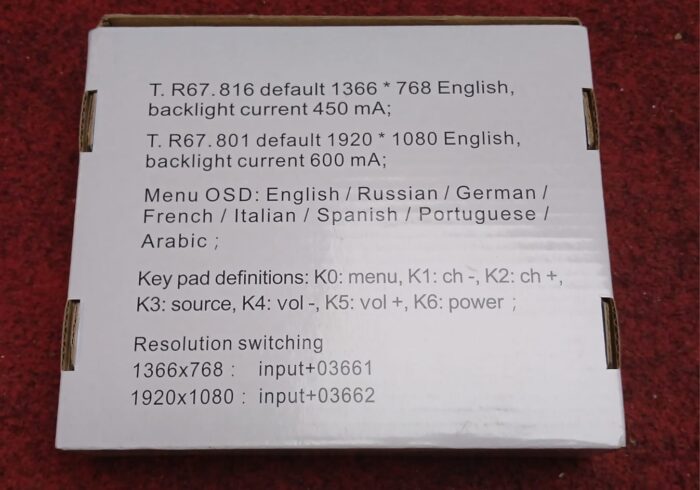 T. R67.816 default 1366 * 768 English,
backlight current 450 mA;
T. R67.801 default 1920 * 1080 English,
backlight current 600 mA;
Menu OSD: English / Russian / German /
French / Italian / Spanish / Portuguese /
Arabic ;
Key pad definitions: K0: menu, K1: ch -, K2: ch +,
K3: source, K4: vol -, K5: vol +, K6: power ;
Resolution switching
1366x768 : input+03661
1920x1080 : input+03662